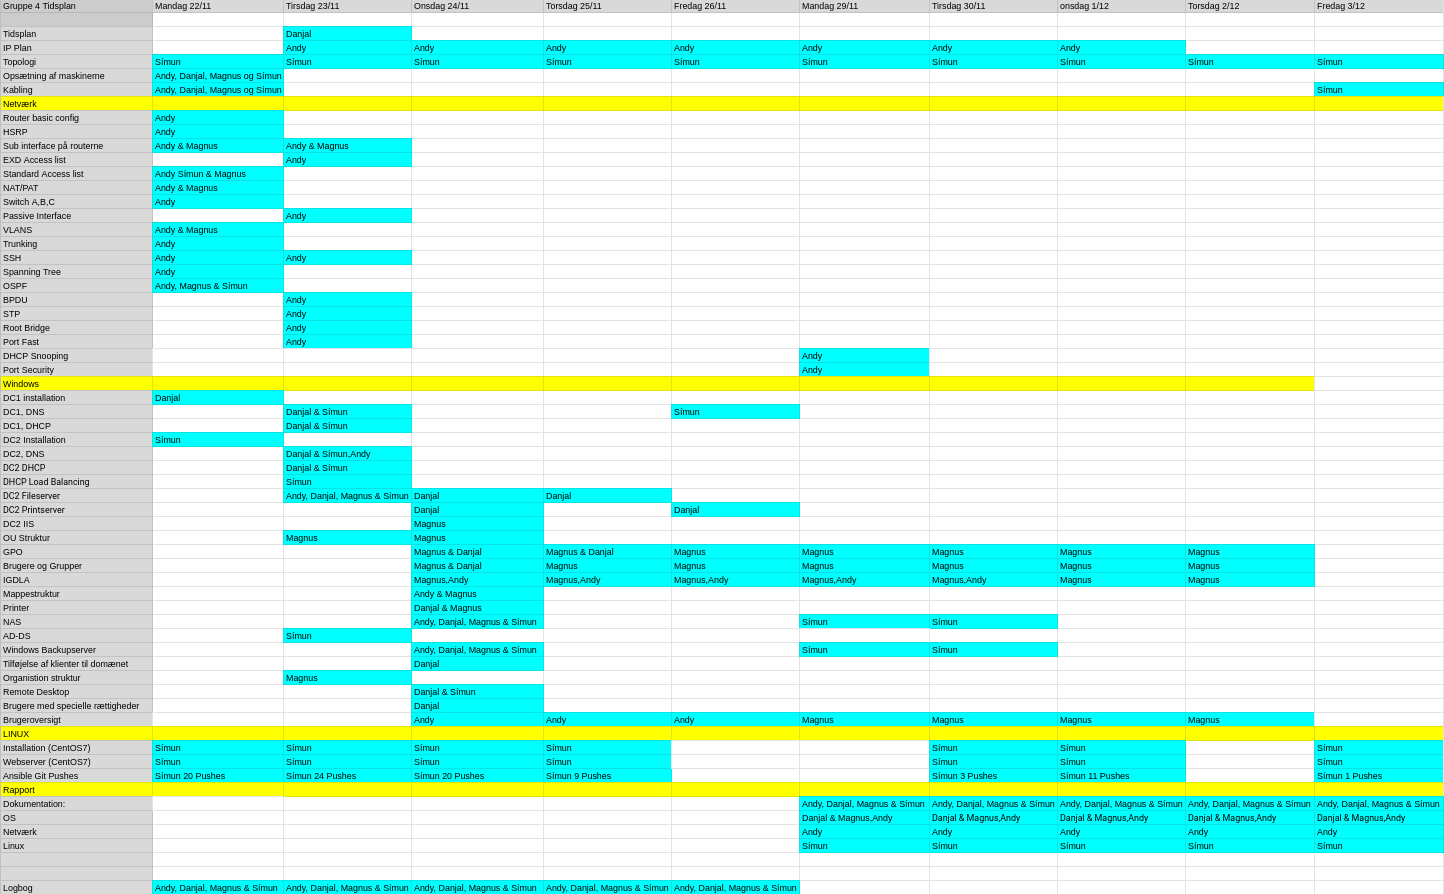 Gruppe 4 Tidsplan Mandag 22/11 Tirsdag 23/11 Onsdag 24/11 Torsdag 25/11 Fredag 26/11 Mandag 29/11 Tirsdag 30/11 onsdag 1/12 Torsdag 2/12 Fredag 3/12
Tidsplan Danjal
IP Plan Andy Andy Andy Andy Andy Andy Andy
Topologi Símun Símun Símun Símun Símun Símun Símun Símun Símun Símun
Opsætning af maskinerne Andy, Danjal, Magnus og Símun
Kabling Andy, Danjal, Magnus og Símun Símun
Netværk
Router basic config Andy
HSRP Andy
Sub interface på routerne Andy & Magnus Andy & Magnus
EXD Access list Andy
Standard Access list Andy Símun & Magnus
NAT/PAT Andy & Magnus
Switch A,B,C Andy
Passive Interface Andy
VLANS Andy & Magnus
Trunking Andy
SSH Andy Andy
Spanning Tree Andy
OSPF Andy, Magnus & Símun
BPDU Andy
STP Andy
Root Bridge Andy
Port Fast Andy
DHCP Snooping Andy
Port Security Andy
Windows
DC1 installation Danjal
DC1, DNS Danjal & Símun Símun
DC1, DHCP Danjal & Símun
DC2 Installation Símun
DC2, DNS Danjal & Símun,Andy
DC2 DHCP Danjal & Símun
DHCP Load Balancing Símun
DC2 Fileserver Andy, Danjal, Magnus & Símun Danjal Danjal
DC2 Printserver Danjal Danjal
DC2 IIS Magnus
OU Struktur Magnus Magnus
GPO Magnus & Danjal Magnus & Danjal Magnus Magnus Magnus Magnus Magnus
Brugere og Grupper Magnus & Danjal Magnus Magnus Magnus Magnus Magnus Magnus
IGDLA Magnus,Andy Magnus,Andy Magnus,Andy Magnus,Andy Magnus,Andy Magnus Magnus
Mappestruktur Andy & Magnus
Printer Danjal & Magnus
NAS Andy, Danjal, Magnus & Símun Símun Símun
AD-DS Símun
Windows Backupserver Andy, Danjal, Magnus & Símun Símun Símun
Tilføjelse af klienter til domænet Danjal
Organistion struktur Magnus
Remote Desktop Danjal & Símun
Brugere med specielle rættigheder Danjal
Brugeroversigt Andy Andy Andy Magnus Magnus Magnus Magnus
LINUX
Installation (CentOS7) Símun Símun Símun Símun Símun Símun Símun
Webserver (CentOS7) Símun Símun Símun Símun Símun Símun Símun
Ansible Git Pushes Símun 20 Pushes Símun 24 Pushes Símun 20 Pushes Símun 9 Pushes Símun 3 Pushes Símun 11 Pushes Símun 1 Pushes
Rapport
Dokumentation: Andy, Danjal, Magnus & Símun Andy, Danjal, Magnus & Símun Andy, Danjal, Magnus & Símun Andy, Danjal, Magnus & Símun Andy, Danjal, Magnus & Símun
OS Danjal & Magnus,Andy Danjal & Magnus,Andy Danjal & Magnus,Andy Danjal & Magnus,Andy Danjal & Magnus,Andy
Netværk Andy Andy Andy Andy Andy
Linux Símun Símun Símun Símun Símun
Logbog Andy, Danjal, Magnus & Símun Andy, Danjal, Magnus & Símun Andy, Danjal, Magnus & Símun Andy, Danjal, Magnus & Símun Andy, Danjal, Magnus & Símun